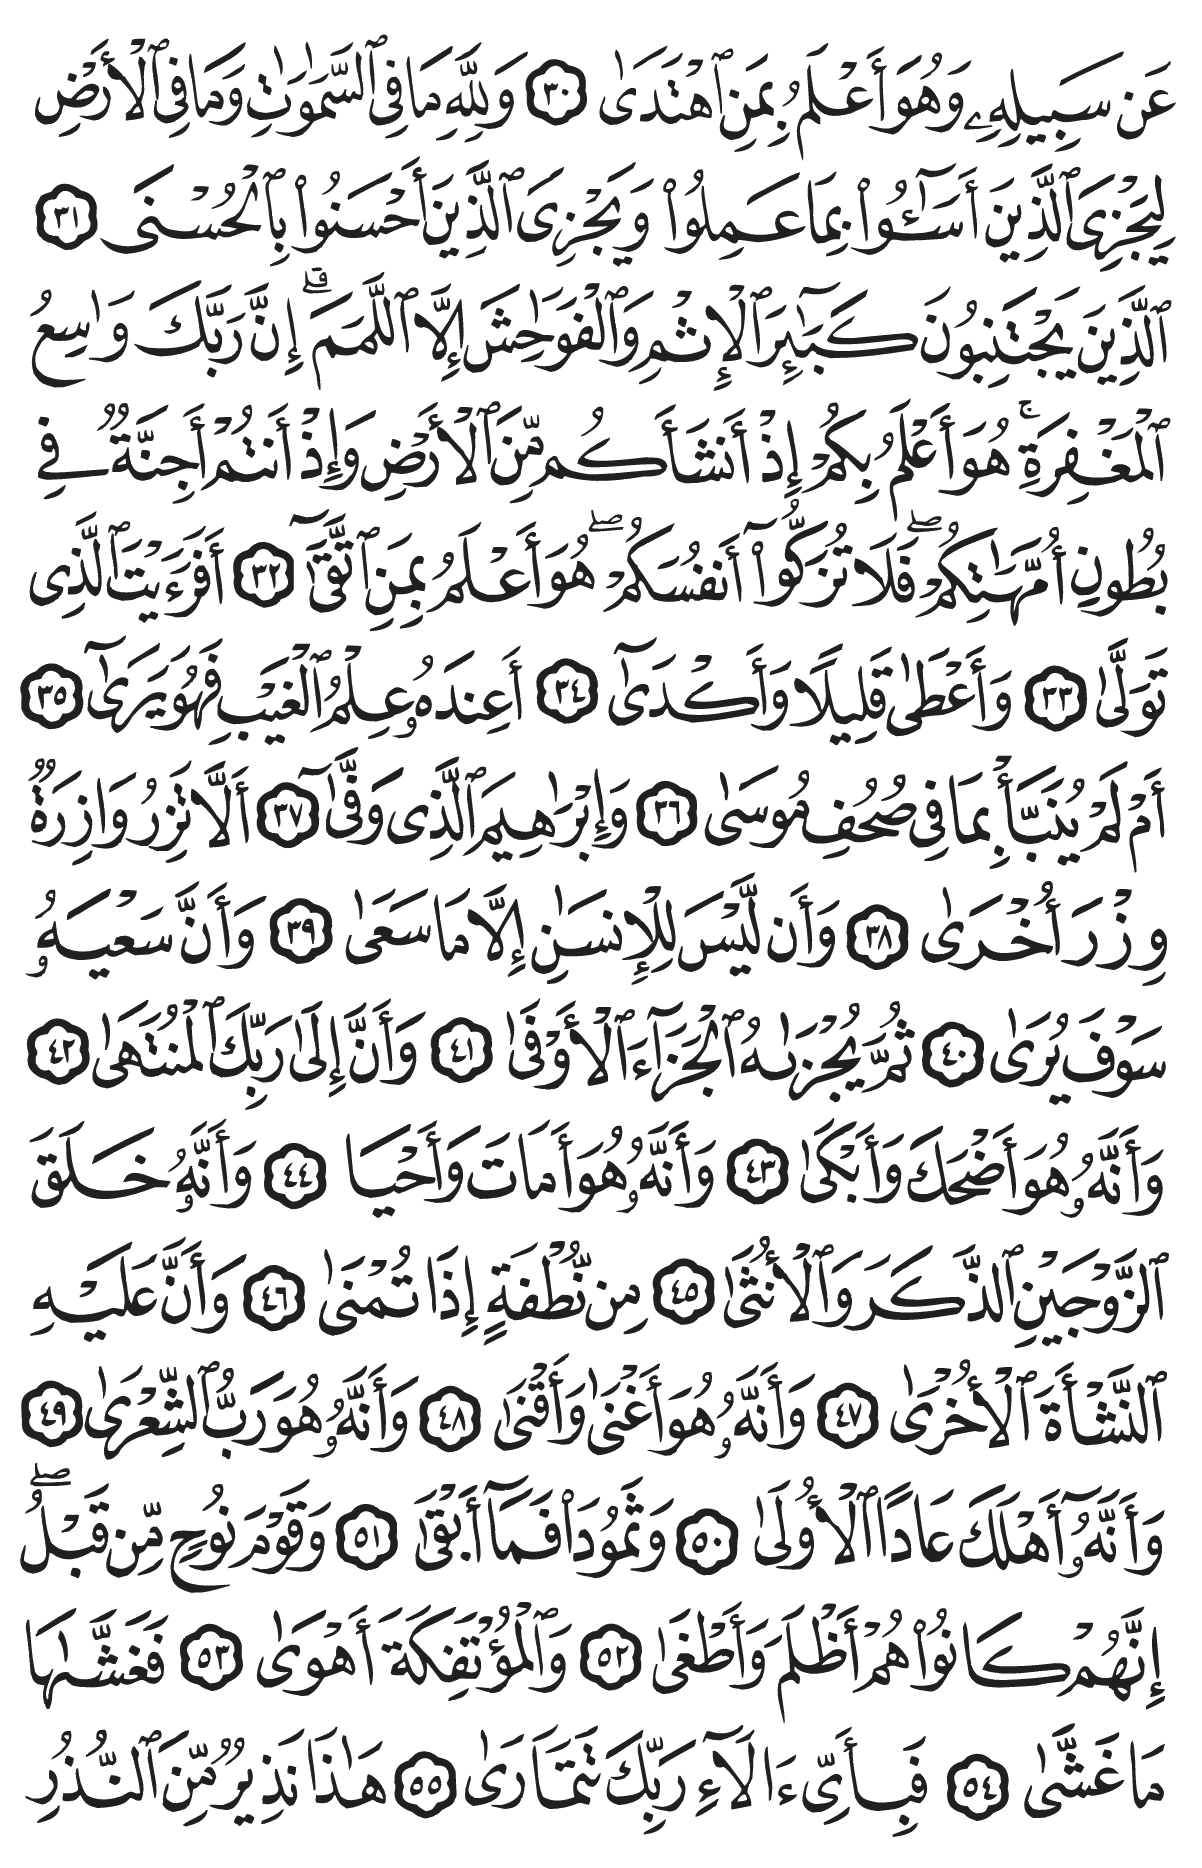 عَن سَبِيلِهِۦ وَهُوَ أَعْلَمُ بِمَنِ ٱهْتَدَىٰ ٣٠ وَلِلَّهِ مَا فِى ٱلسَّمَٰوَٰتِ وَمَا فِى ٱلْأَرْضِ
لِيَجْزِىَ ٱلَّذِينَ أَسَٰٓـُٔوا۟ بِمَا عَمِلُوا۟ وَيَجْزِىَ ٱلَّذِينَ أَحْسَنُوا۟ بِٱلْحُسْنَى ٣١
ٱلَّذِينَ يَجْتَنِبُونَ كَبَٰٓئِرَ ٱلْإِثْمِ وَٱلْفَوَٰحِشَ إِلَّا ٱللَّمَمَ ۚ إِنَّ رَبَّكَ وَٰسِعُ
ٱلْمَغْفِرَةِ ۚ هُوَ أَعْلَمُ بِكُمْ إِذْ أَنشَأَكُم مِّنَ ٱلْأَرْضِ وَإِذْ أَنتُمْ أَجِنَّةٌ فِى
بُطُونِ أُمَّهَٰتِكُمْ ۖ فَلَا تُزَكُّوٓا۟ أَنفُسَكُمْ ۖ هُوَ أَعْلَمُ بِمَنِ ٱتَّقَىٰٓ ٣٢ أَفَرَءَيْتَ ٱلَّذِى
تَوَلَّىٰ ٣٣ وَأَعْطَىٰ قَلِيلًا وَأَكْدَىٰٓ ٣٤ أَعِندَهُۥ عِلْمُ ٱلْغَيْبِ فَهُوَ يَرَىٰٓ ٣٥
أَمْ لَمْ يُنَبَّأْ بِمَا فِى صُحُفِ مُوسَىٰ ٣٦ وَإِبْرَٰهِيمَ ٱلَّذِى وَفَّىٰٓ ٣٧ أَلَّا تَزِرُ وَازِرَةٌ
وِزْرَ أُخْرَىٰ ٣٨ وَأَن لَّيْسَ لِلْإِنسَٰنِ إِلَّا مَا سَعَىٰ ٣٩ وَأَنَّ سَعْيَهُۥ
سَوْفَ يُرَىٰ ٤٠ ثُمَّ يُجْزَىٰهُ ٱلْجَزَآءَ ٱلْأَوْفَىٰ ٤١ وَأَنَّ إِلَىٰ رَبِّكَ ٱلْمُنتَهَىٰ ٤٢
وَأَنَّهُۥ هُوَ أَضْحَكَ وَأَبْكَىٰ ٤٣ وَأَنَّهُۥ هُوَ أَمَاتَ وَأَحْيَا ٤٤ وَأَنَّهُۥ خَلَقَ
ٱلزَّوْجَيْنِ ٱلذَّكَرَ وَٱلْأُنثَىٰ ٤٥ مِن نُّطْفَةٍ إِذَا تُمْنَىٰ ٤٦ وَأَنَّ عَلَيْهِ
ٱلنَّشْأَةَ ٱلْأُخْرَىٰ ٤٧ وَأَنَّهُۥ هُوَ أَغْنَىٰ وَأَقْنَىٰ ٤٨ وَأَنَّهُۥ هُوَ رَبُّ ٱلشِّعْرَىٰ ٤٩
وَأَنَّهُۥٓ أَهْلَكَ عَادًا ٱلْأُولَىٰ ٥٠ وَثَمُودَا۟ فَمَآ أَبْقَىٰ ٥١ وَقَوْمَ نُوحٍ مِّن قَبْلُ ۖ
إِنَّهُمْ كَانُوا۟ هُمْ أَظْلَمَ وَأَطْغَىٰ ٥٢ وَٱلْمُؤْتَفِكَةَ أَهْوَىٰ ٥٣ فَغَشَّىٰهَا
مَا غَشَّىٰ ٥٤ فَبِأَىِّ ءَالَآءِ رَبِّكَ تَتَمَارَىٰ ٥٥ هَٰذَا نَذِيرٌ مِّنَ ٱلنُّذُرِ